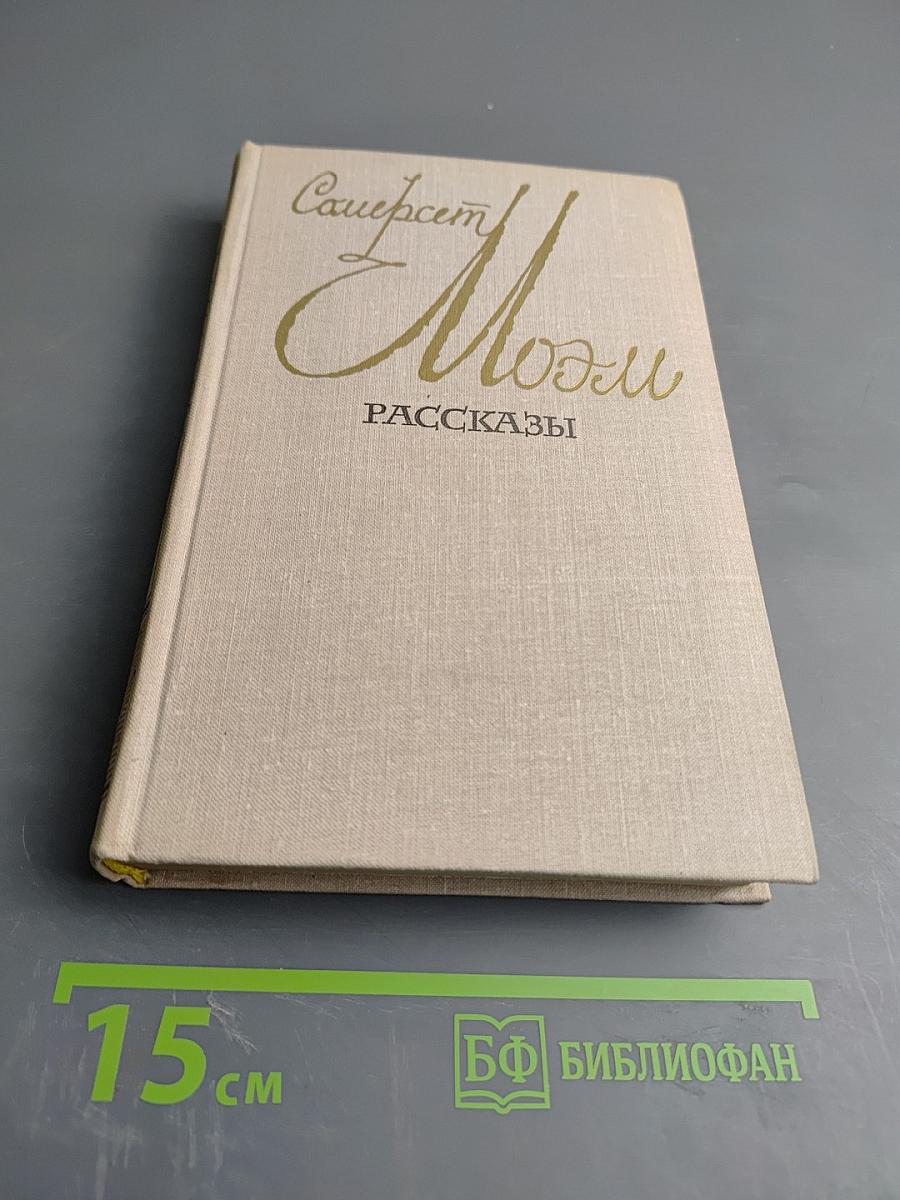 Сомерсет
Моэм
РАССКАЗЫ
15 см
БФ БИБЛИОФАН